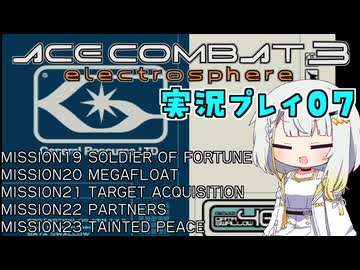 ACE COMBAT 3
electrosphere
実況プレイ07
General Resource LTD.
MISSION19 SOLDIER OF FORTUNE
MISSION20 MEGAFLOAT
MISSION21 TARGET ACQUISITION
MISSION22 PARTNERS
MISSION23 TAINTED PEACE